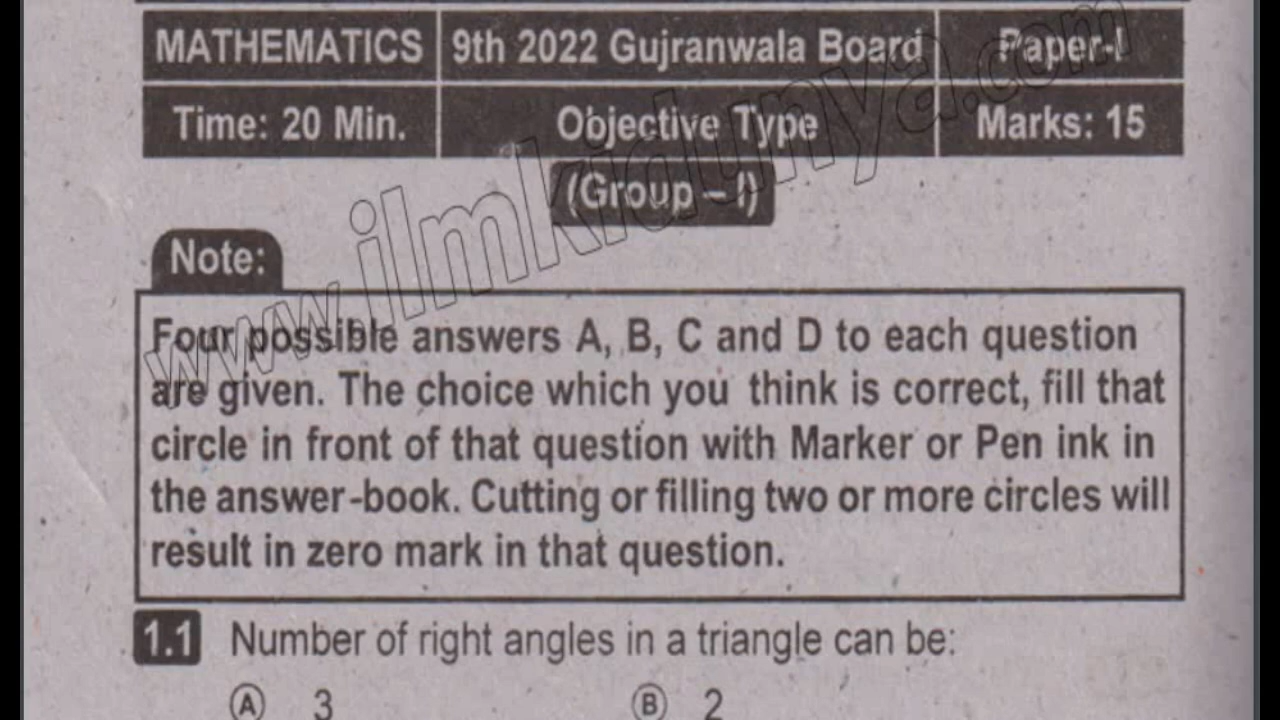 MATHEMATICS 9th 2022 Gujranwala Board Paper-I
Time: 20 Min. Objective Type Marks: 15
(Group – I)
www.ilmkidunya.com
Note:
Four possible answers A, B, C and D to each question
are given. The choice which you think is correct, fill that
circle in front of that question with Marker or Pen ink in
the answer-book. Cutting or filling two or more circles will
result in zero mark in that question.
1.1 Number of right angles in a triangle can be:
A 3 B 2